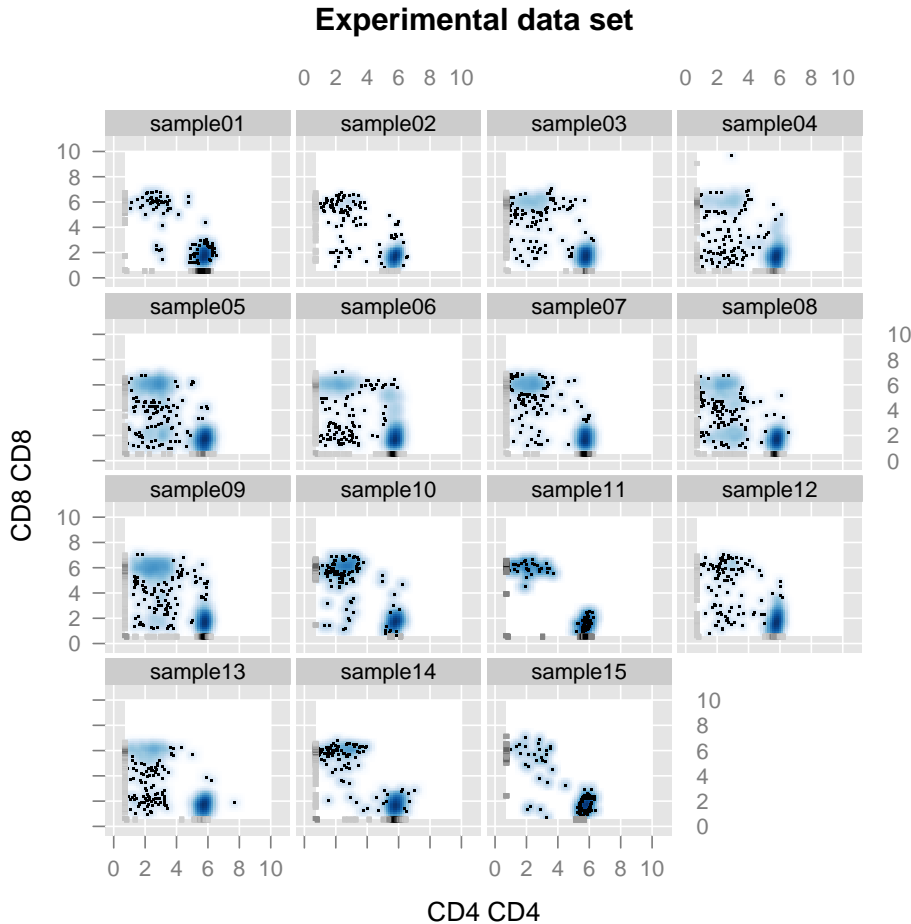 Experimental data set
0 2 4 6 8 10 0 2 4 6 8 10
sample01 sample02 sample03 sample04
10
8
6
4
2
0
sample05 sample06 sample07 sample08
10
8
6
4
2
0
CD8 CD8
sample09 sample10 sample11 sample12
10
8
6
4
2
0
sample13 sample14 sample15
10
8
6
4
2
0
0 2 4 6 8 10 0 2 4 6 8 10
CD4 CD4